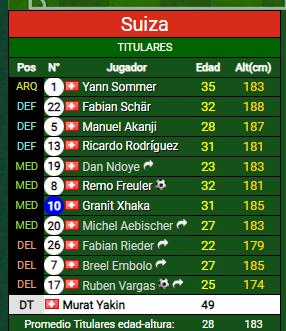 Suiza
TITULARES
Pos N° Jugador Edad Alt(cm)
ARQ 1 Yann Sommer 35 183
DEF 22 Fabian Schär 32 188
DEF 5 Manuel Akanji 28 187
DEF 13 Ricardo Rodríguez 31 181
MED 19 Dan Ndoye 23 183
MED 8 Remo Freuler 32 181
MED 10 Granit Xhaka 31 185
MED 20 Michel Aebischer 27 183
DEL 26 Fabian Rieder 22 179
DEL 7 Breel Embolo 27 185
DEL 17 Ruben Vargas 25 174
DT Murat Yakin 49
Promedio Titulares edad-altura: 28 183